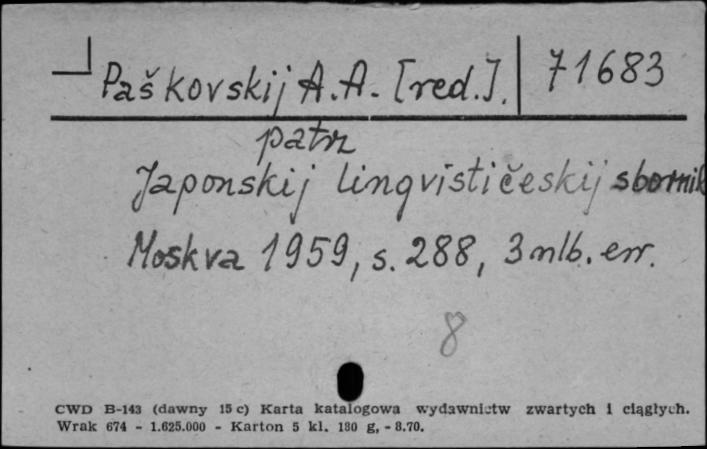 Paškovskij A.A. [red.]. 71683
patrz
Japonskij lingvističeskij sbornik
Moskva 1959, s. 288, 3 nlb. err.
8
CWD B-143 (dawny 15 c) Karta katalogowa wydawnictw zwartych i ciągłych.
Wrak 674 - 1.625.000 - Karton 5 kl. 180 g, - 8.70.